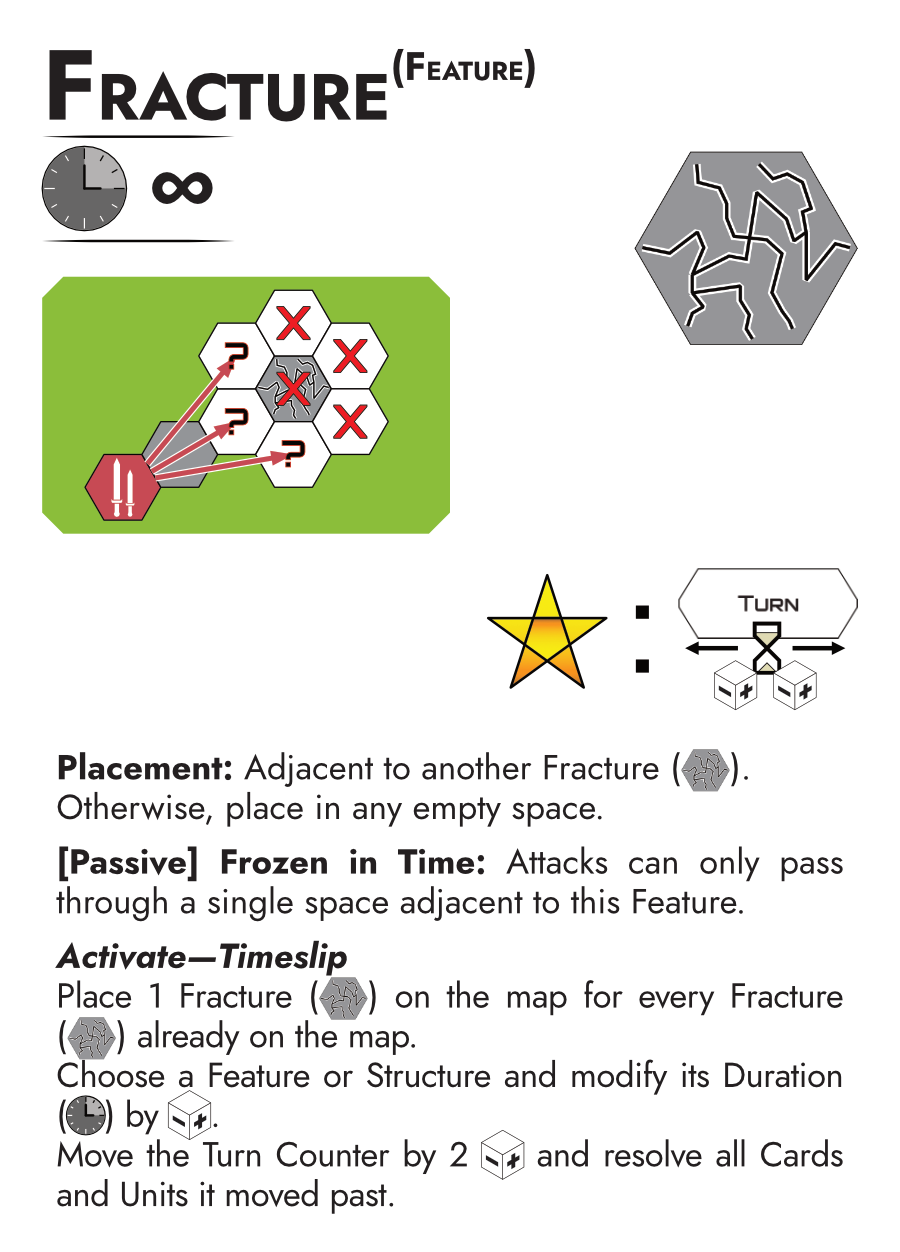 Fracture(Feature)
∞
?
?
?
:
Turn
- +
- +
Placement: Adjacent to another Fracture ().
Otherwise, place in any empty space.
[Passive] Frozen in Time: Attacks can only pass
through a single space adjacent to this Feature.
Activate—Timeslip
Place 1 Fracture () on the map for every Fracture
() already on the map.
Choose a Feature or Structure and modify its Duration
() by - +.
Move the Turn Counter by 2 - + and resolve all Cards
and Units it moved past.